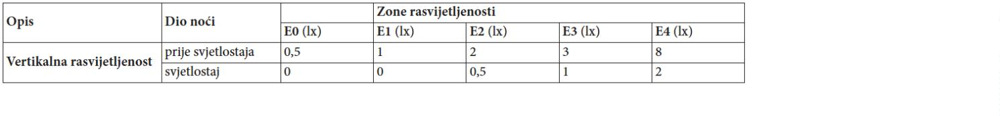 Opis Dio noći Zone rasvijetljenosti
E0 (lx) E1 (lx) E2 (lx) E3 (lx) E4 (lx)
Vertikalna rasvijetljenost prije svjetlostaja 0,5 1 2 3 8
svjetlostaj 0 0 0,5 1 2